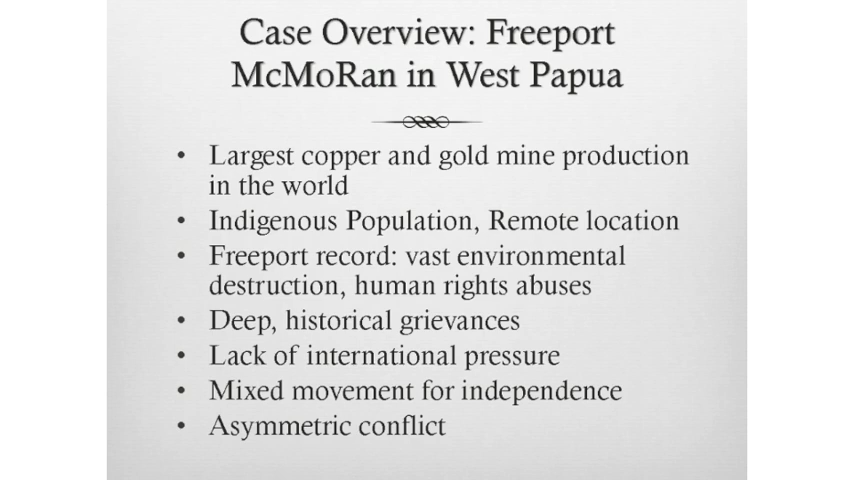 Case Overview: Freeport
McMoRan in West Papua
• Largest copper and gold mine production
in the world
• Indigenous Population, Remote location
• Freeport record: vast environmental
destruction, human rights abuses
• Deep, historical grievances
• Lack of international pressure
• Mixed movement for independence
• Asymmetric conflict